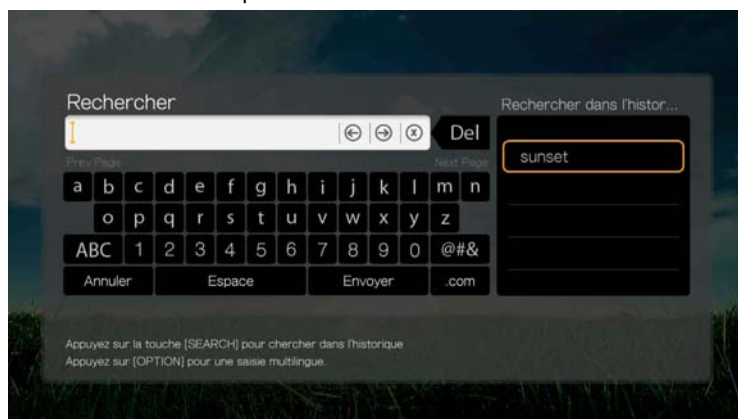 Rechercher
Rechercher dans l'histor...
Del
sunset
Prev Page
Next Page
a b c d e f g h i j k l m n
o p q r s t u v w x y z
ABC 1 2 3 4 5 6 7 8 9 0 @#&
Annuler Espace Envoyer .com
Appuyez sur la touche [SEARCH] pour chercher dans l'historique
Appuyez sur [OPTION] pour une saisie multilingue.